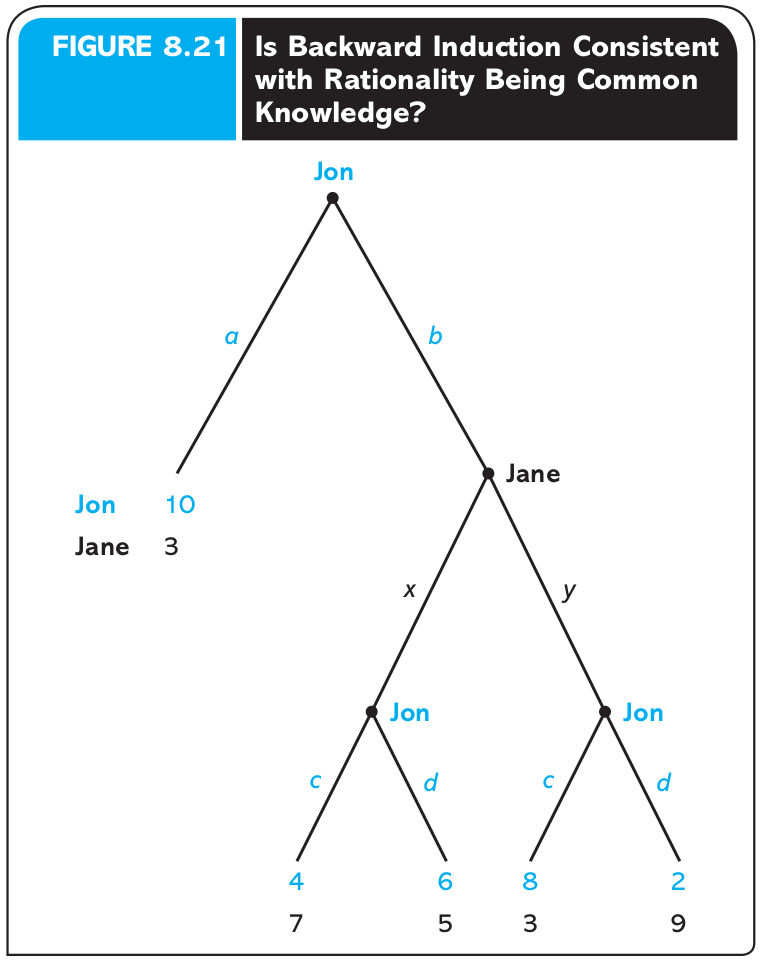 FIGURE 8.21
Is Backward Induction Consistent
with Rationality Being Common
Knowledge?
Jon
a
b
Jane
Jon 10
Jane 3
x
y
Jon
Jon
c
d
c
d
4 6 8 2
7 5 3 9